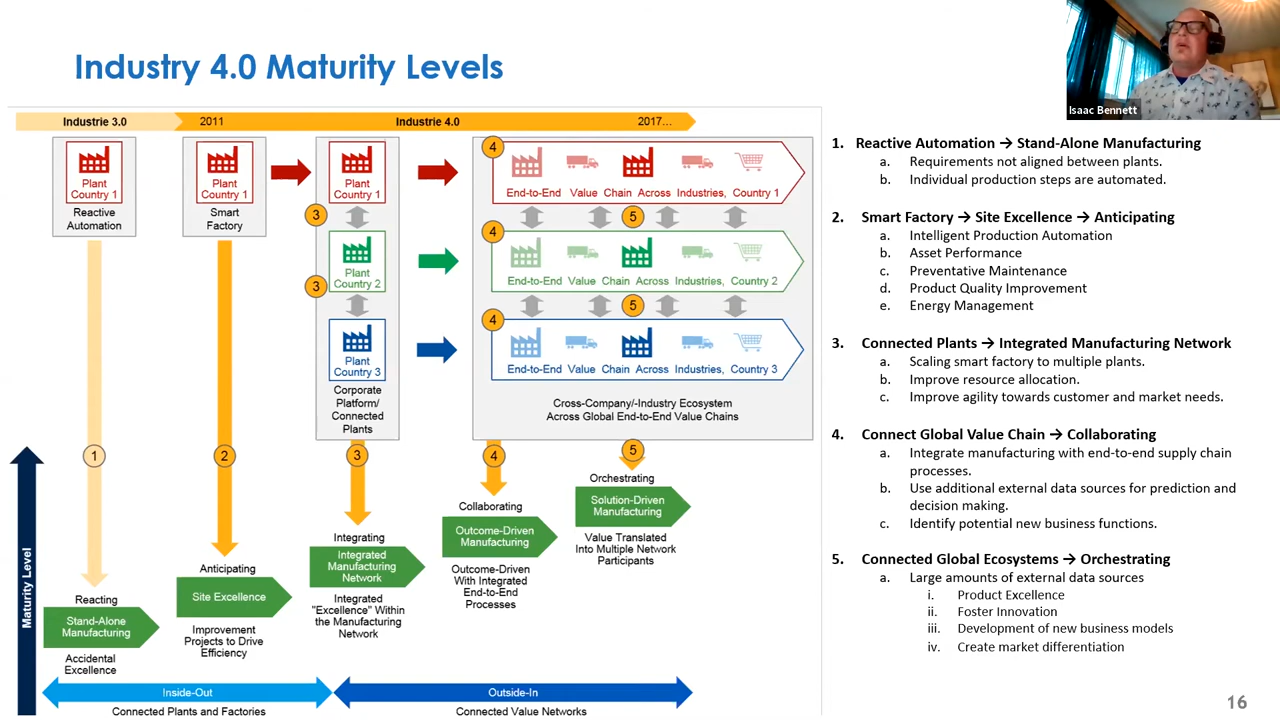 Industry 4.0 Maturity Levels
Isaac Bennett
Industrie 3.0
2011
Industrie 4.0
2017...
Plant
Country 1
Reactive
Automation
Plant
Country 1
Smart
Factory
Plant
Country 1
3
Plant
Country 2
3
Plant
Country 3
Corporate
Platform/
Connected
Plants
4
End-to-End Value Chain Across Industries, Country 1
5
4
End-to-End Value Chain Across Industries, Country 2
5
4
End-to-End Value Chain Across Industries, Country 3
Cross-Company/-Industry Ecosystem
Across Global End-to-End Value Chains
1
2
3
4
5
Maturity Level
Reacting
Stand-Alone
Manufacturing
Accidental
Excellence
Anticipating
Site Excellence
Improvement
Projects to Drive
Efficiency
Integrating
Integrated
Manufacturing
Network
Integrated
"Excellence" Within
the Manufacturing
Network
Collaborating
Outcome-Driven
Manufacturing
Outcome-Driven
With Integrated
End-to-End
Processes
Orchestrating
Solution-Driven
Manufacturing
Value Translated
Into Multiple Network
Participants
Inside-Out
Outside-In
Connected Plants and Factories
Connected Value Networks
1. Reactive Automation → Stand-Alone Manufacturing
a. Requirements not aligned between plants.
b. Individual production steps are automated.
2. Smart Factory → Site Excellence → Anticipating
a. Intelligent Production Automation
b. Asset Performance
c. Preventative Maintenance
d. Product Quality Improvement
e. Energy Management
3. Connected Plants → Integrated Manufacturing Network
a. Scaling smart factory to multiple plants.
b. Improve resource allocation.
c. Improve agility towards customer and market needs.
4. Connect Global Value Chain → Collaborating
a. Integrate manufacturing with end-to-end supply chain
processes.
b. Use additional external data sources for prediction and
decision making.
c. Identify potential new business functions.
5. Connected Global Ecosystems → Orchestrating
a. Large amounts of external data sources
i. Product Excellence
ii. Foster Innovation
iii. Development of new business models
iv. Create market differentiation
16